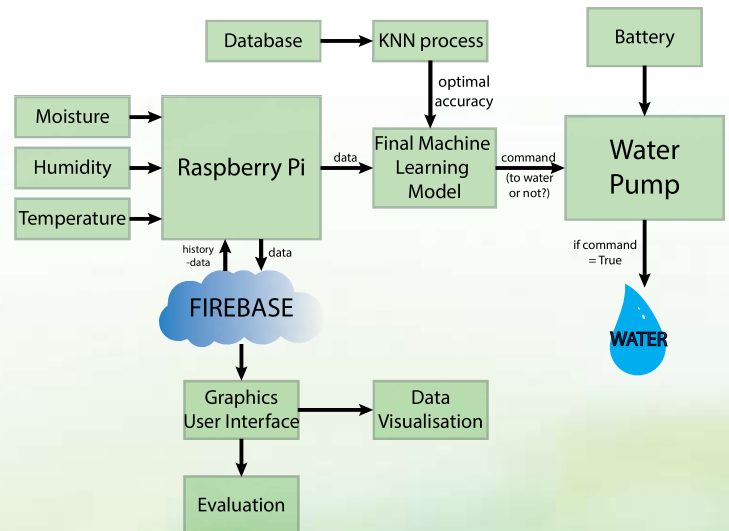 Database
KNN process
Battery
optimal
accuracy
Moisture
Humidity
Temperature
Raspberry Pi
data
Final Machine
Learning
Model
command
(to water
or not?)
Water
Pump
history
-data
data
if command
= True
FIREBASE
WATER
Graphics
User Interface
Data
Visualisation
Evaluation